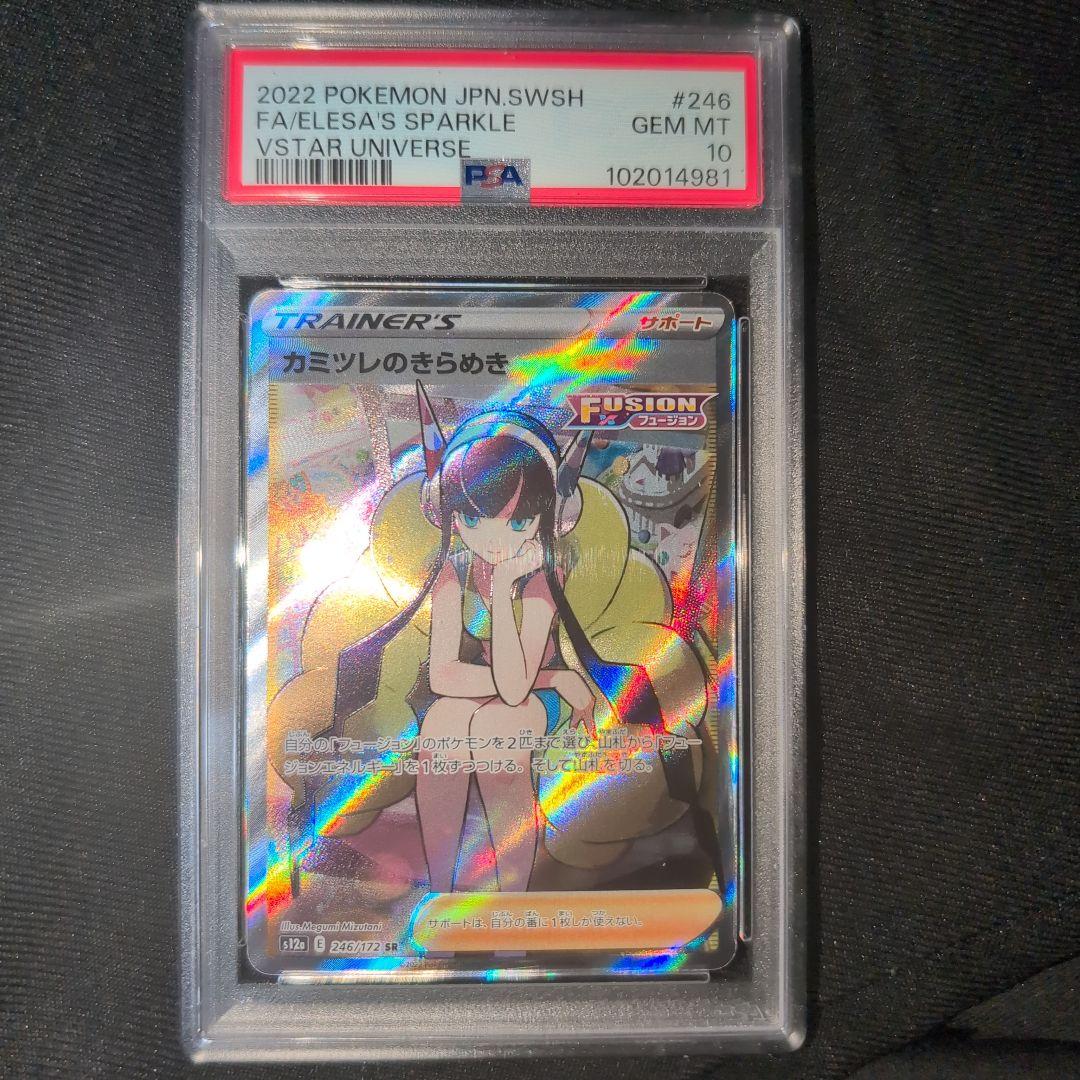 2022 POKEMON JPN.SWSH #246
FA/ELESA'S SPARKLE GEM MT
VSTAR UNIVERSE 10
PSA 102014981
TRAINER'S サポート
カミツレのきらめき
FUSION
フュージョン
自分の「フュージョン」のポケモンを2匹まで選び、山札から「フュー
ジョンエネルギー」を1枚ずつつける。そして山札を切る。
サポートは、自分の番に1枚しか使えない。
Illus.Megumi Mizutani
s12a E 246/172 SR